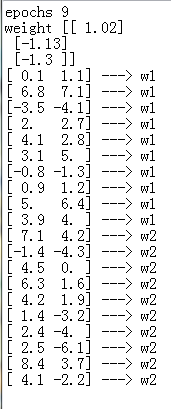 epochs 9
weight [[ 1.02]
 [-1.13]
 [-1.3 ]]
[ 0.1  1.1] ---> w1
[ 6.8  7.1] ---> w1
[-3.5 -4.1] ---> w1
[ 2.   2.7] ---> w1
[ 4.1  2.8] ---> w1
[ 3.1  5. ] ---> w1
[-0.8 -1.3] ---> w1
[ 0.9  1.2] ---> w1
[ 5.   6.4] ---> w1
[ 3.9  4. ] ---> w1
[ 7.1  4.2] ---> w2
[-1.4 -4.3] ---> w2
[ 4.5  0. ] ---> w2
[ 6.3  1.6] ---> w2
[ 4.2  1.9] ---> w2
[ 1.4 -3.2] ---> w2
[ 2.4 -4. ] ---> w2
[ 2.5 -6.1] ---> w2
[ 8.4  3.7] ---> w2
[ 4.1 -2.2] ---> w2